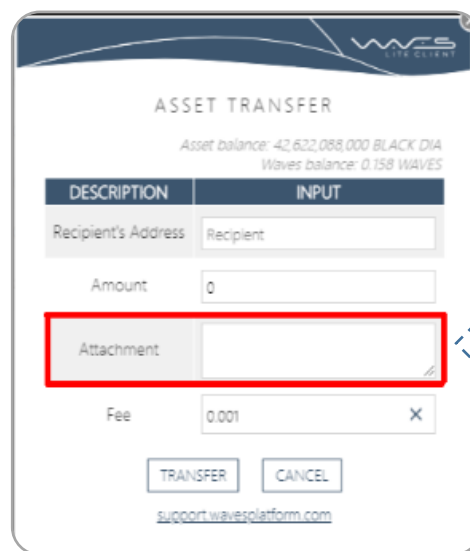 WAVES
LITE CLIENT
ASSET TRANSFER
Asset balance: 42,622,088,000 BLACK DIA
Waves balance: 0.158 WAVES
DESCRIPTION INPUT
Recipient's Address Recipient
Amount 0
Attachment
Fee 0.001 ×
TRANSFER CANCEL
support.wavesplatform.com